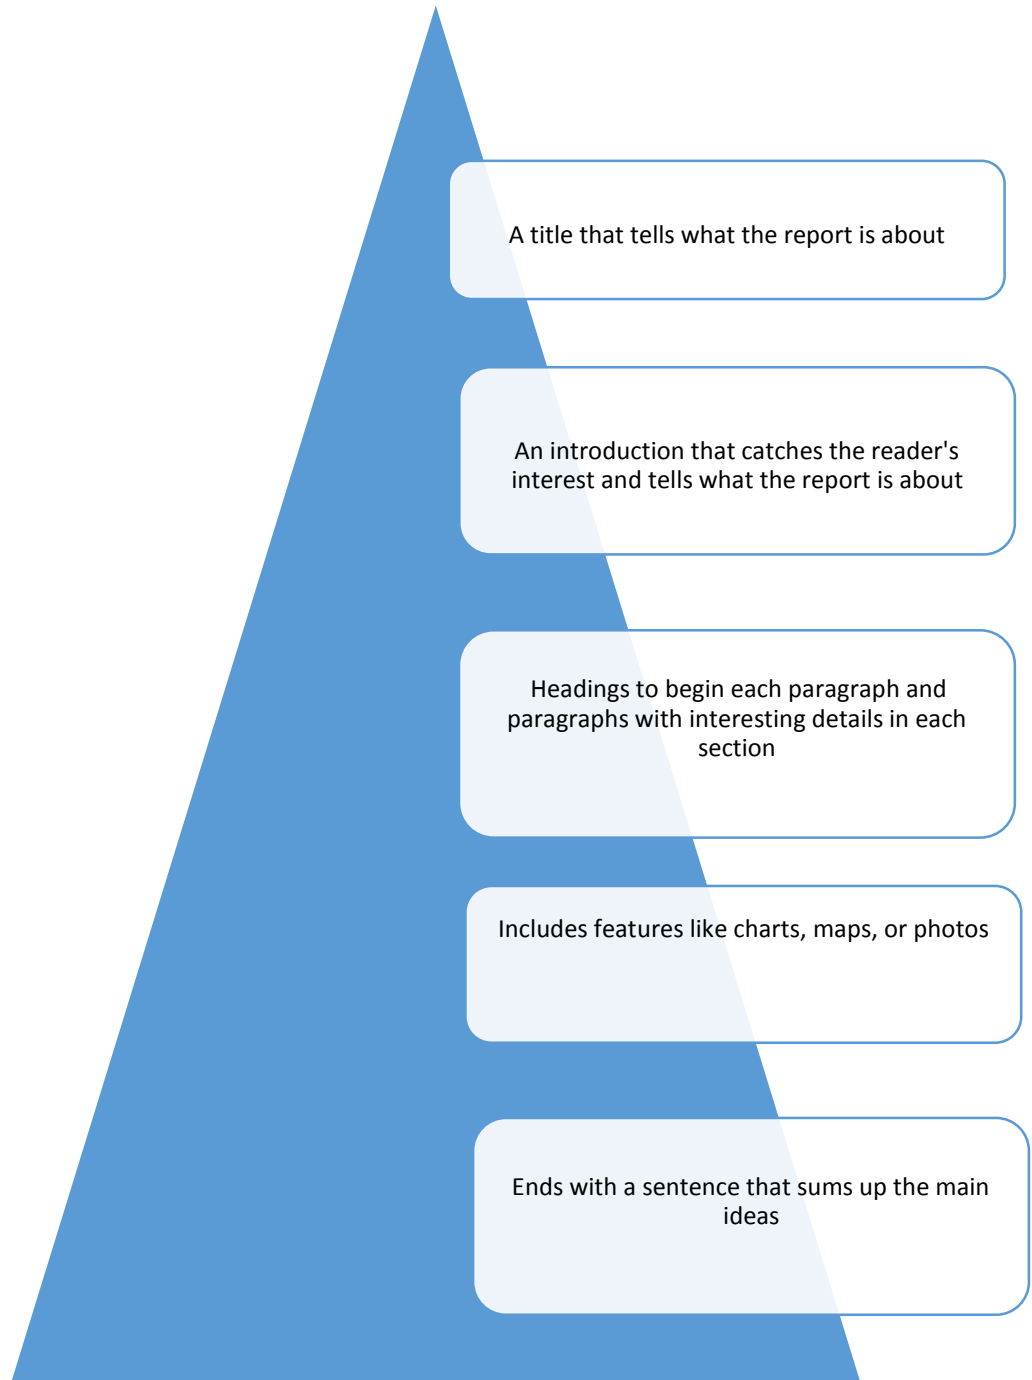 A title that tells what the report is about
An introduction that catches the reader's
interest and tells what the report is about
Headings to begin each paragraph and
paragraphs with interesting details in each
section
Includes features like charts, maps, or photos
Ends with a sentence that sums up the main
ideas